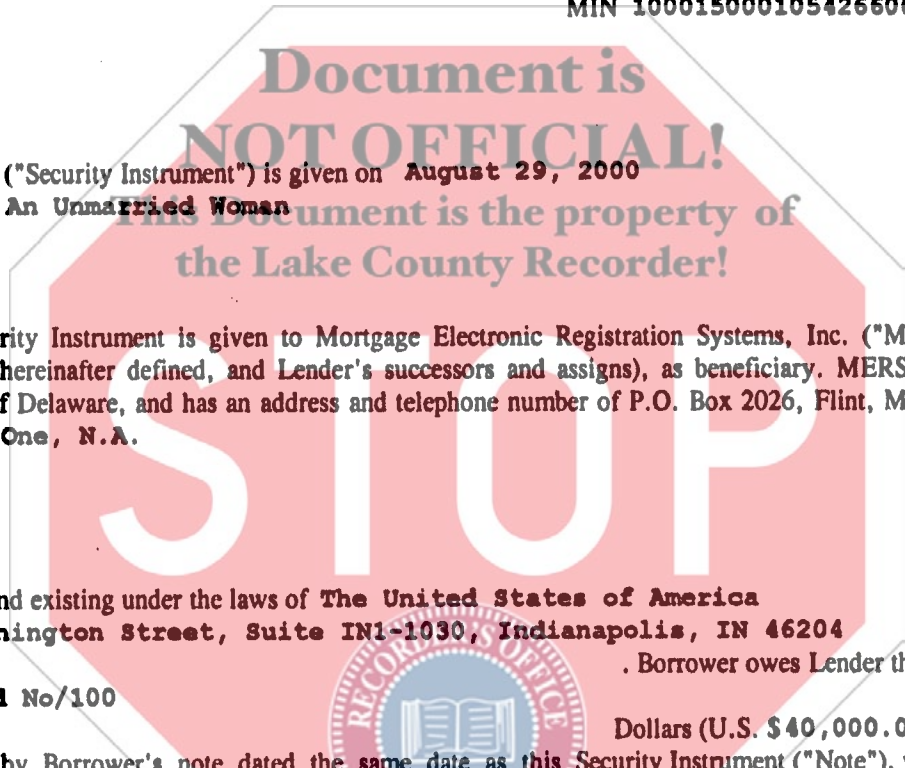 MIN 1000150001054266
Document is
NOT OFFICIAL!
("Security Instrument") is given on August 29, 2000
An Unmarried Woman
This Document is the property of
the Lake County Recorder!
rity Instrument is given to Mortgage Electronic Registration Systems, Inc. ("M
hereinafter defined, and Lender's successors and assigns), as beneficiary. MERS
f Delaware, and has an address and telephone number of P.O. Box 2026, Flint, M
One, N.A.
STOP
nd existing under the laws of The United States of America
hington Street, Suite IN1-1030, Indianapolis, IN 46204
. Borrower owes Lender th
RECORDER'S OFFICE
No/100
Dollars (U.S. $40,000.0
by Borrower's note dated the same date as this Security Instrument ("Note"),